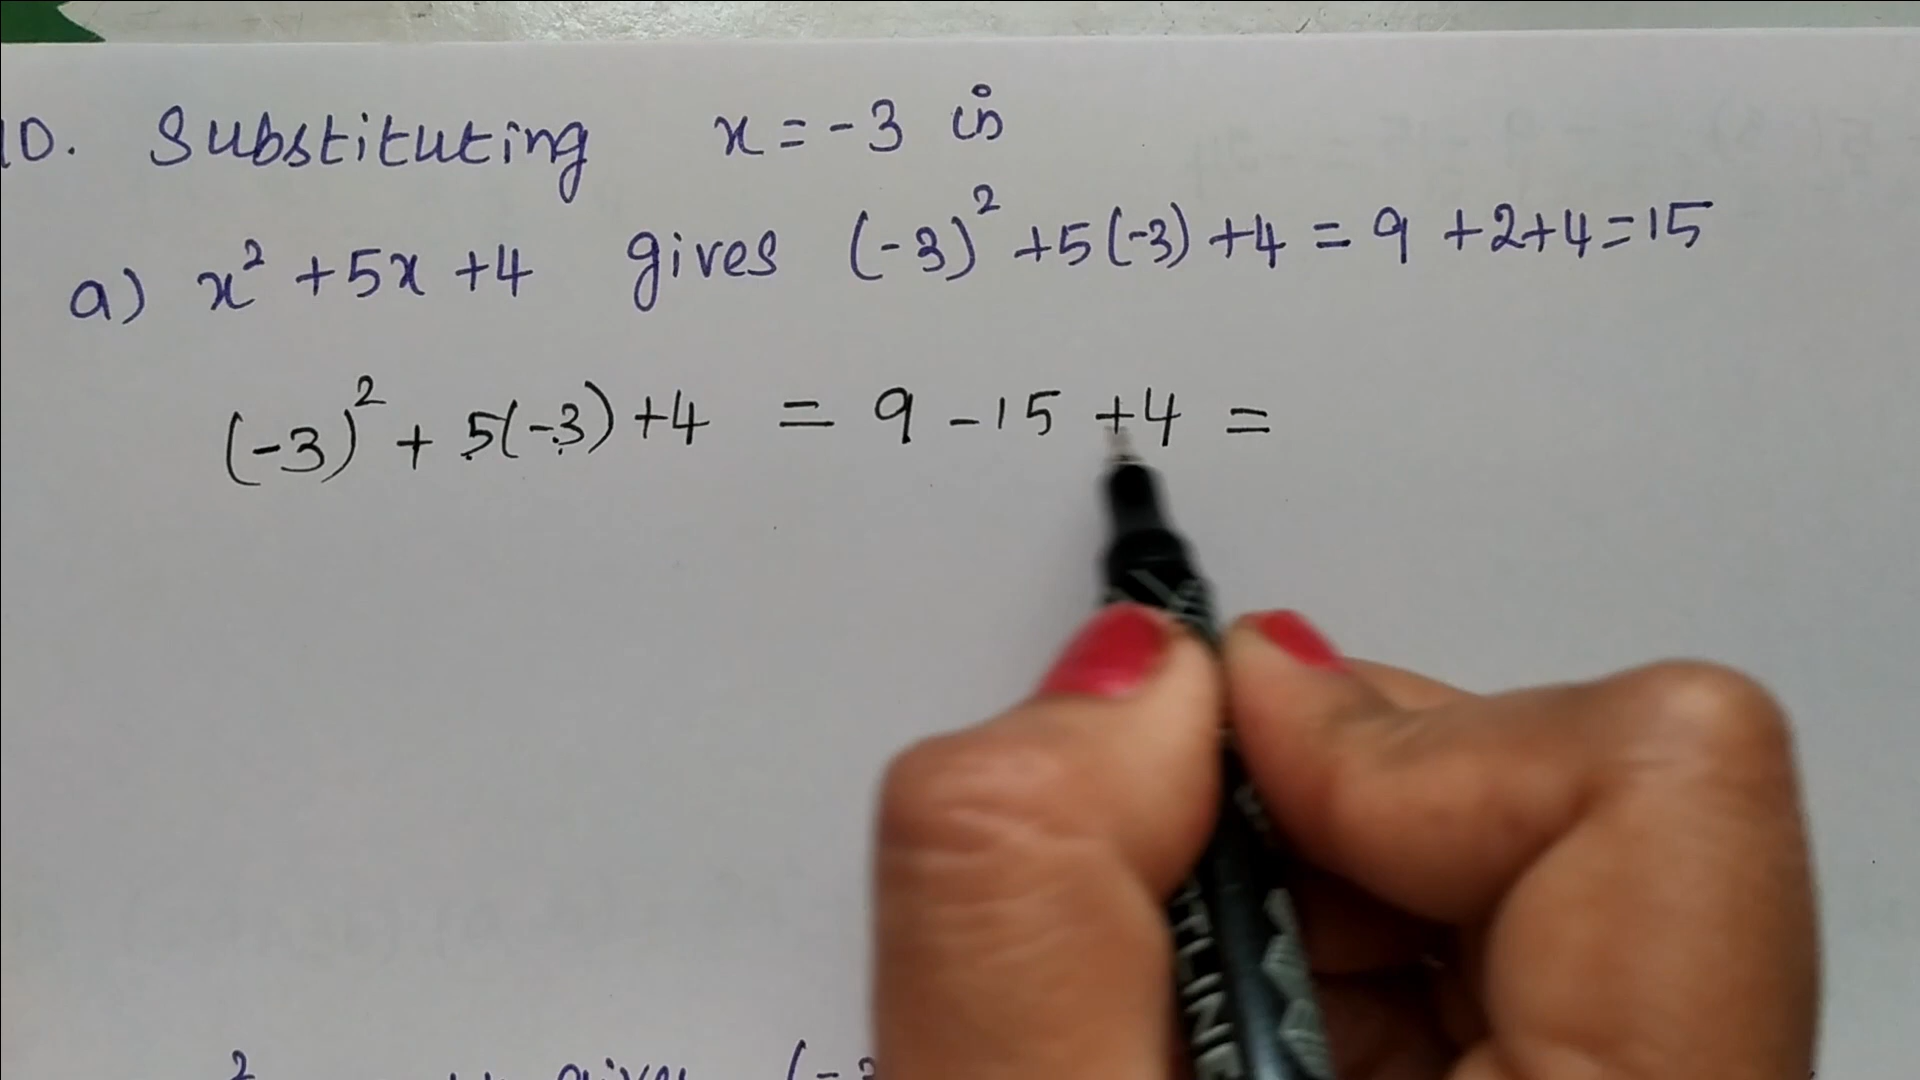 10. Substituting x = -3 in
a) x² + 5x + 4 gives (-3)² + 5(-3) + 4 = 9 + 2 + 4 = 15
(-3)² + 5(-3) + 4 = 9 - 15 + 4 =